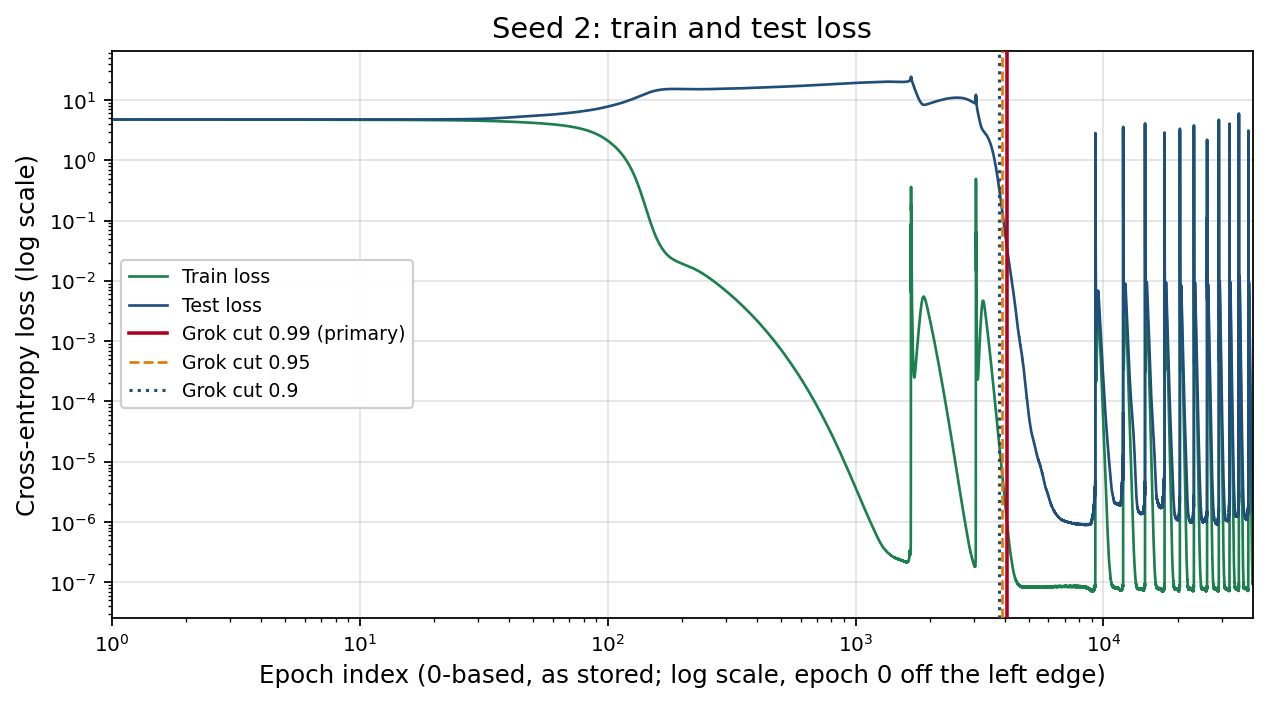 Seed 2: train and test loss
Cross-entropy loss (log scale)
10¹
10⁰
10⁻¹
10⁻²
10⁻³
10⁻⁴
10⁻⁵
10⁻⁶
10⁻⁷
Train loss
Test loss
Grok cut 0.99 (primary)
Grok cut 0.95
Grok cut 0.9
10⁰ 10¹ 10² 10³ 10⁴
Epoch index (0-based, as stored; log scale, epoch 0 off the left edge)